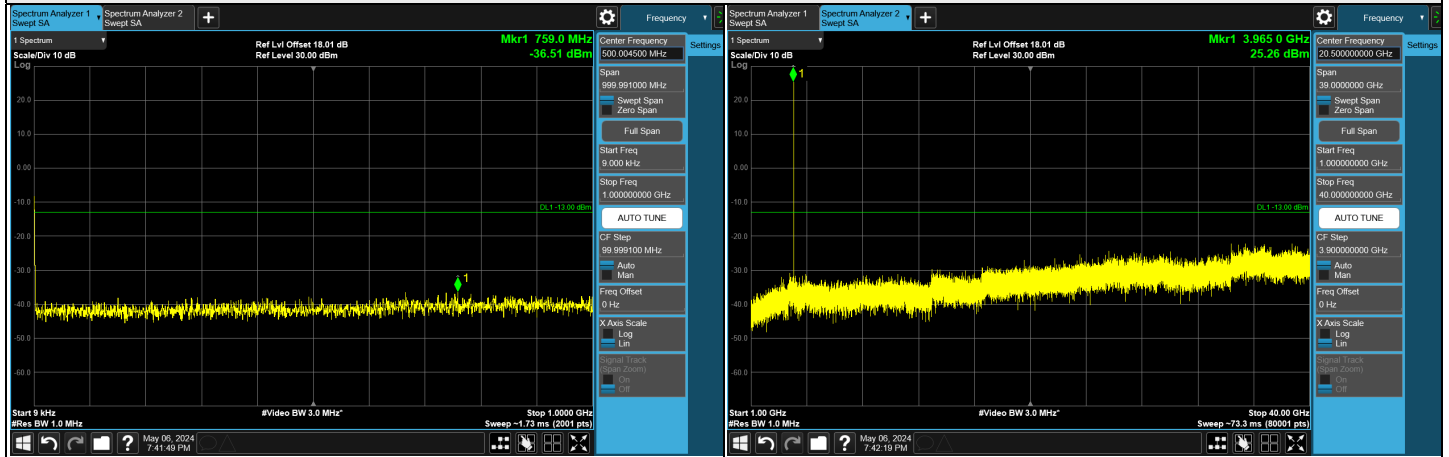 Spectrum Analyzer 1
Swept SA
Spectrum Analyzer 2
Swept SA
+
Frequency
1 Spectrum
Scale/Div 10 dB
Log
Ref Lvl Offset 18.01 dB
Ref Level 30.00 dBm
Mkr1 759.0 MHz
-36.51 dBm
1
20.0
10.0
0.00
-10.0
-20.0
-30.0
-40.0
-50.0
-60.0
DL1 -13.00 dBm
Start 9 kHz
#Res BW 1.0 MHz
#Video BW 3.0 MHz*
Stop 1.0000 GHz
Sweep ~1.73 ms (2001 pts)
Center Frequency
500.004500 MHz
Settings
Span
999.991000 MHz
Swept Span
Zero Span
Full Span
Start Freq
9.000 kHz
Stop Freq
1.000000000 GHz
AUTO TUNE
CF Step
99.999100 MHz
Auto
Man
Freq Offset
0 Hz
X Axis Scale
Log
Lin
Signal Track
(Span Zoom)
On
Off
?
May 06, 2024
7:41:49 PM
Spectrum Analyzer 1
Swept SA
Spectrum Analyzer 2
Swept SA
+
Frequency
1 Spectrum
Scale/Div 10 dB
Log
Ref Lvl Offset 18.01 dB
Ref Level 30.00 dBm
Mkr1 3.965 0 GHz
25.26 dBm
1
20.0
10.0
0.00
-10.0
-20.0
-30.0
-40.0
-50.0
-60.0
DL1 -13.00 dBm
Start 1.00 GHz
#Res BW 1.0 MHz
#Video BW 3.0 MHz*
Stop 40.00 GHz
Sweep ~73.3 ms (80001 pts)
Center Frequency
20.500000000 GHz
Settings
Span
39.0000000 GHz
Swept Span
Zero Span
Full Span
Start Freq
1.000000000 GHz
Stop Freq
40.000000000 GHz
AUTO TUNE
CF Step
3.900000000 GHz
Auto
Man
Freq Offset
0 Hz
X Axis Scale
Log
Lin
Signal Track
(Span Zoom)
On
Off
?
May 06, 2024
7:42:19 PM